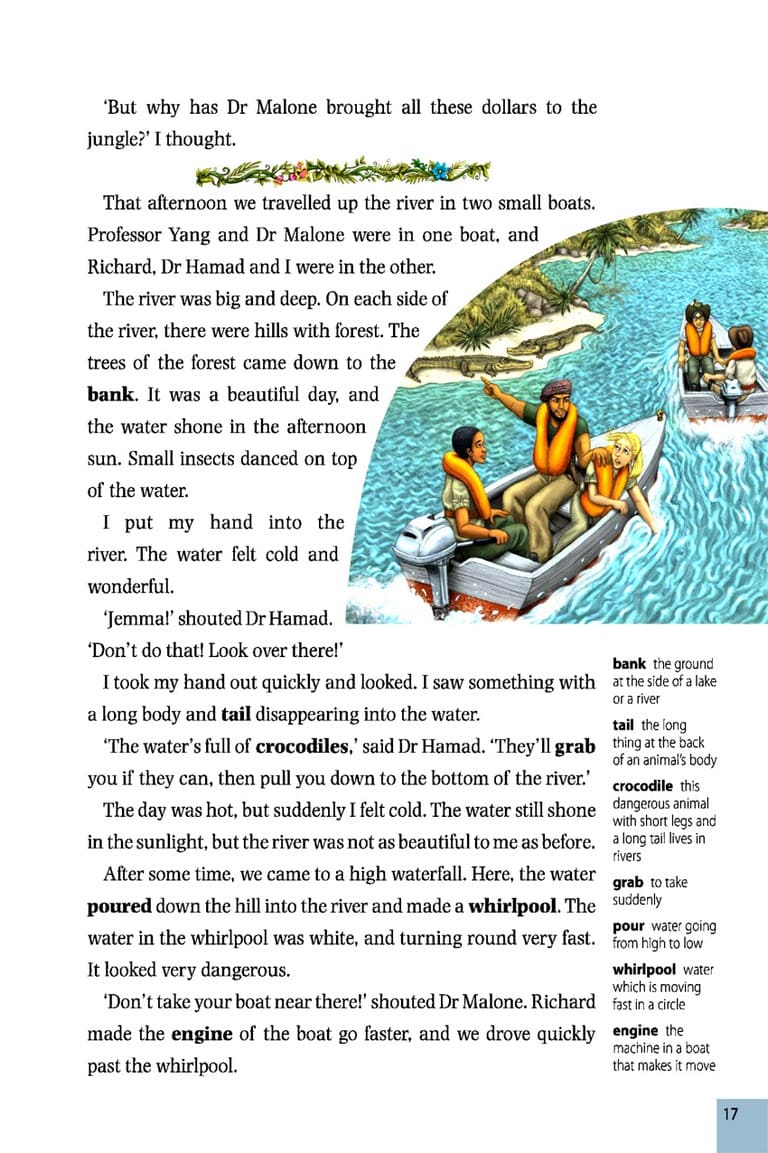 ‘But why has Dr Malone brought all these dollars to the
jungle?’ I thought.
That afternoon we travelled up the river in two small boats.
Professor Yang and Dr Malone were in one boat, and
Richard, Dr Hamad and I were in the other.
The river was big and deep. On each side of
the river, there were hills with forest. The
trees of the forest came down to the
bank. It was a beautiful day, and
the water shone in the afternoon
sun. Small insects danced on top
of the water.
I put my hand into the
river. The water felt cold and
wonderful.
‘Jemma!’ shouted Dr Hamad.
‘Don’t do that! Look over there!’
I took my hand out quickly and looked. I saw something with
a long body and tail disappearing into the water.
‘The water’s full of crocodiles,’ said Dr Hamad. ‘They’ll grab
you if they can, then pull you down to the bottom of the river.’
The day was hot, but suddenly I felt cold. The water still shone
in the sunlight, but the river was not as beautiful to me as before.
After some time, we came to a high waterfall. Here, the water
poured down the hill into the river and made a whirlpool. The
water in the whirlpool was white, and turning round very fast.
It looked very dangerous.
‘Don’t take your boat near there!’ shouted Dr Malone. Richard
made the engine of the boat go faster, and we drove quickly
past the whirlpool.
bank the ground
at the side of a lake
or a river
tail the long
thing at the back
of an animal’s body
crocodile this
dangerous animal
with short legs and
a long tail lives in
rivers
grab to take
suddenly
pour water going
from high to low
whirlpool water
which is moving
fast in a circle
engine the
machine in a boat
that makes it move
17